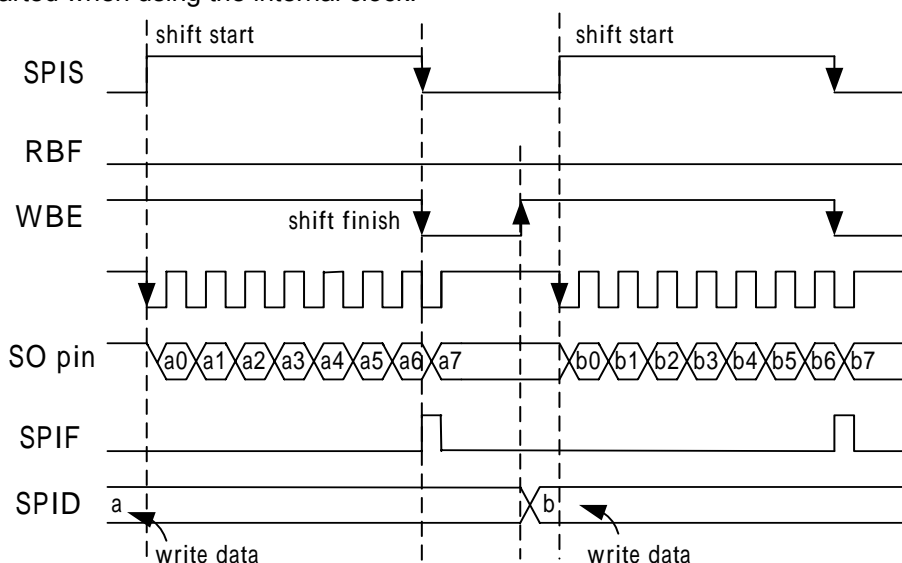 shift start shift start
SPIS
RBF
WBE shift finish
SO pin a0 a1 a2 a3 a4 a5 a6 a7 b0 b1 b2 b3 b4 b5 b6 b7
SPIF
SPID a b
write data write data